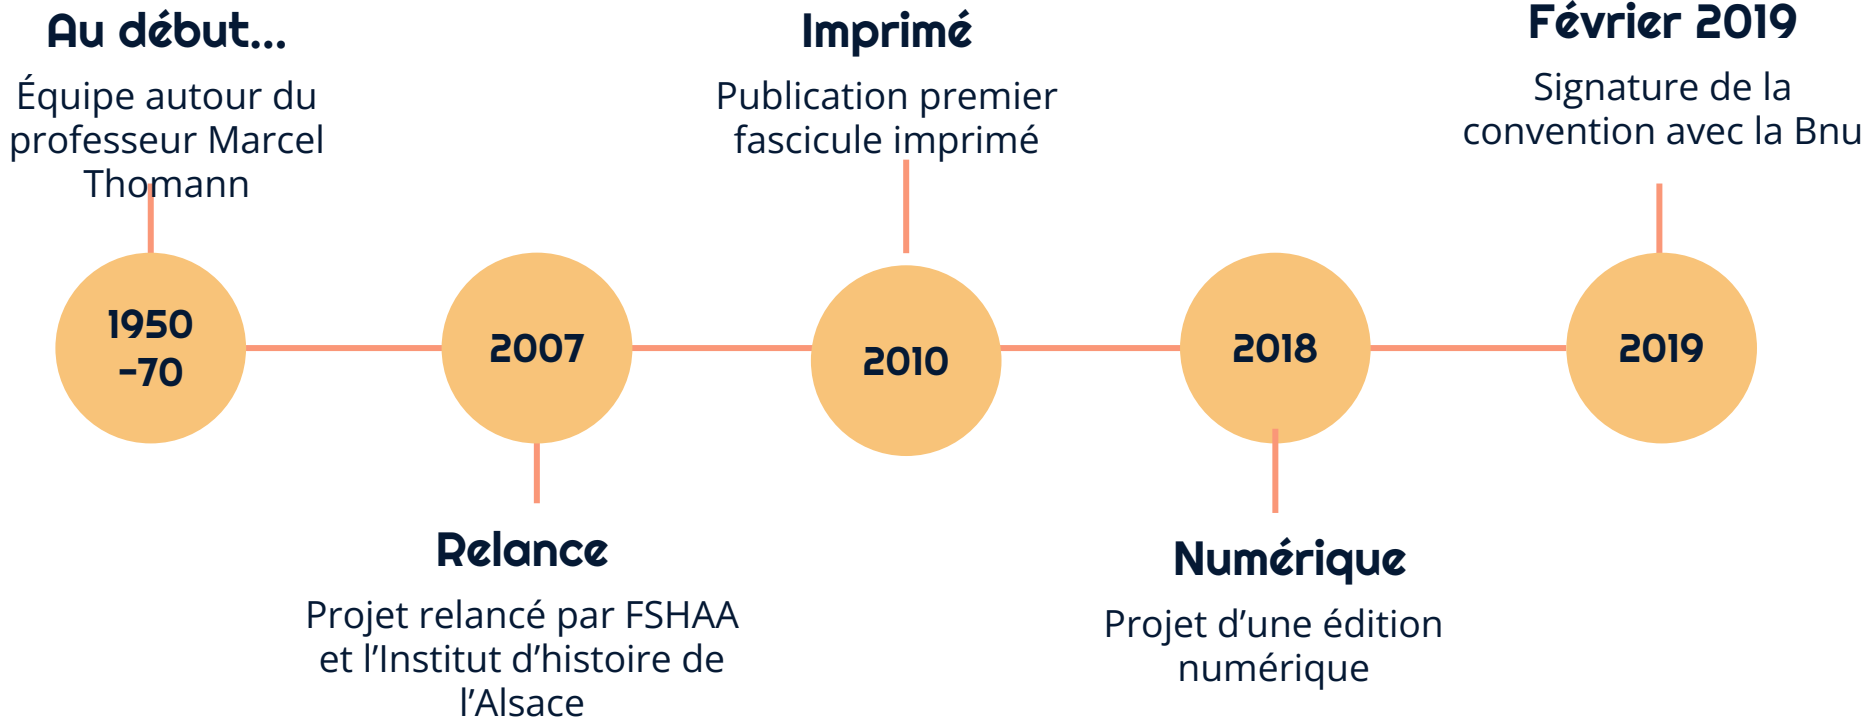 Au début...
Équipe autour du
professeur Marcel
Thomann
1950
-70
2007
Relance
Projet relancé par FSHAA
et l’Institut d’histoire de
l’Alsace
Imprimé
Publication premier
fascicule imprimé
2010
2018
Numérique
Projet d’une édition
numérique
Février 2019
Signature de la
convention avec la Bnu
2019